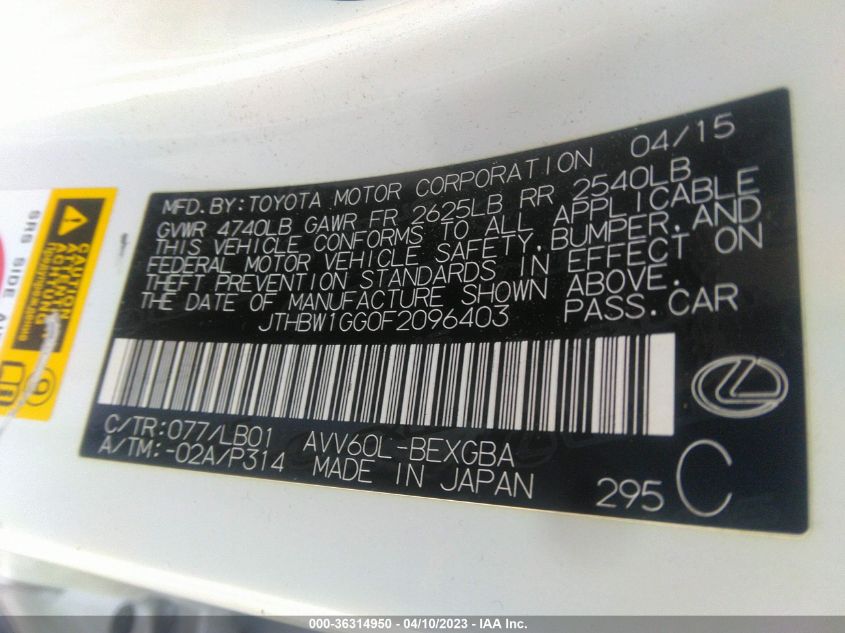 MFD. BY: TOYOTA MOTOR CORPORATION 04/15
GVWR 4740LB GAWR FR 2625LB RR 2540LB
THIS VEHICLE CONFORMS TO ALL APPLICABLE
FEDERAL MOTOR VEHICLE SAFETY, BUMPER, AND
THEFT PREVENTION STANDARDS IN EFFECT ON
THE DATE OF MANUFACTURE SHOWN ABOVE.
JTHBW1GG0F2096403 PASS. CAR
C/TR: 077/LB01 AVV60L-BEXGBA
A/TM: -02A/P314 MADE IN JAPAN
295 C
SRS SIDE
CAUTION
000-36314950 - 04/10/2023 - IAA Inc.